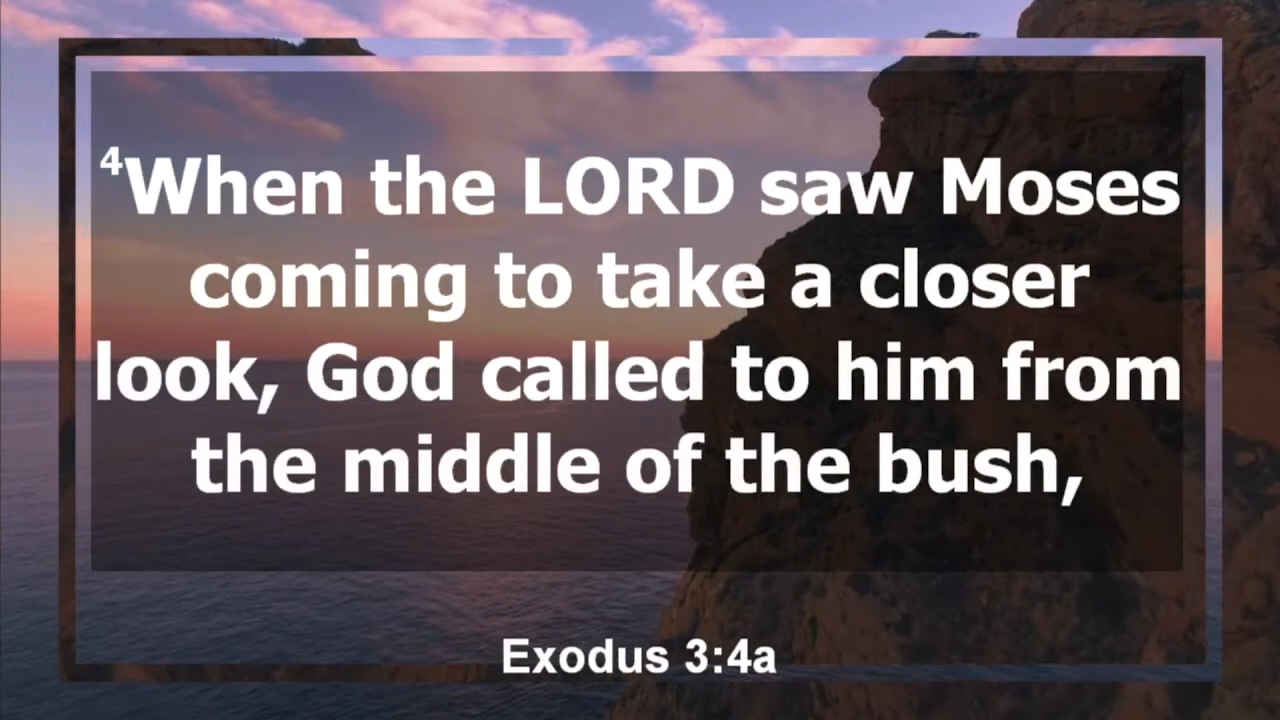 ⁴When the LORD saw Moses
coming to take a closer
look, God called to him from
the middle of the bush,
Exodus 3:4a